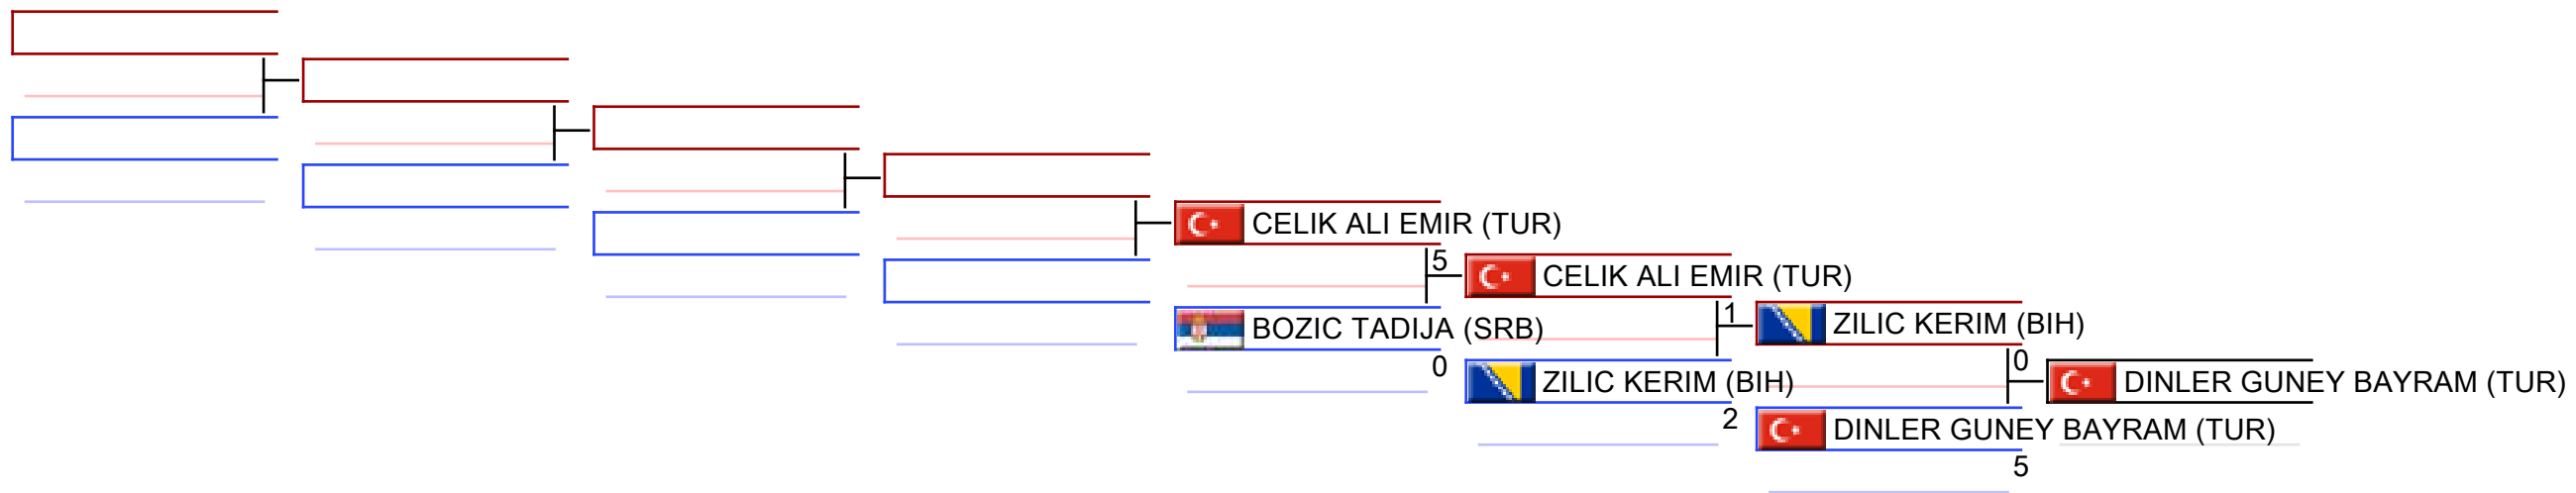 CELIK ALI EMIR (TUR)
5
CELIK ALI EMIR (TUR)
BOZIC TADIJA (SRB)
0
1
ZILIC KERIM (BIH)
ZILIC KERIM (BIH)
2
0
DINLER GUNEY BAYRAM (TUR)
DINLER GUNEY BAYRAM (TUR)
5